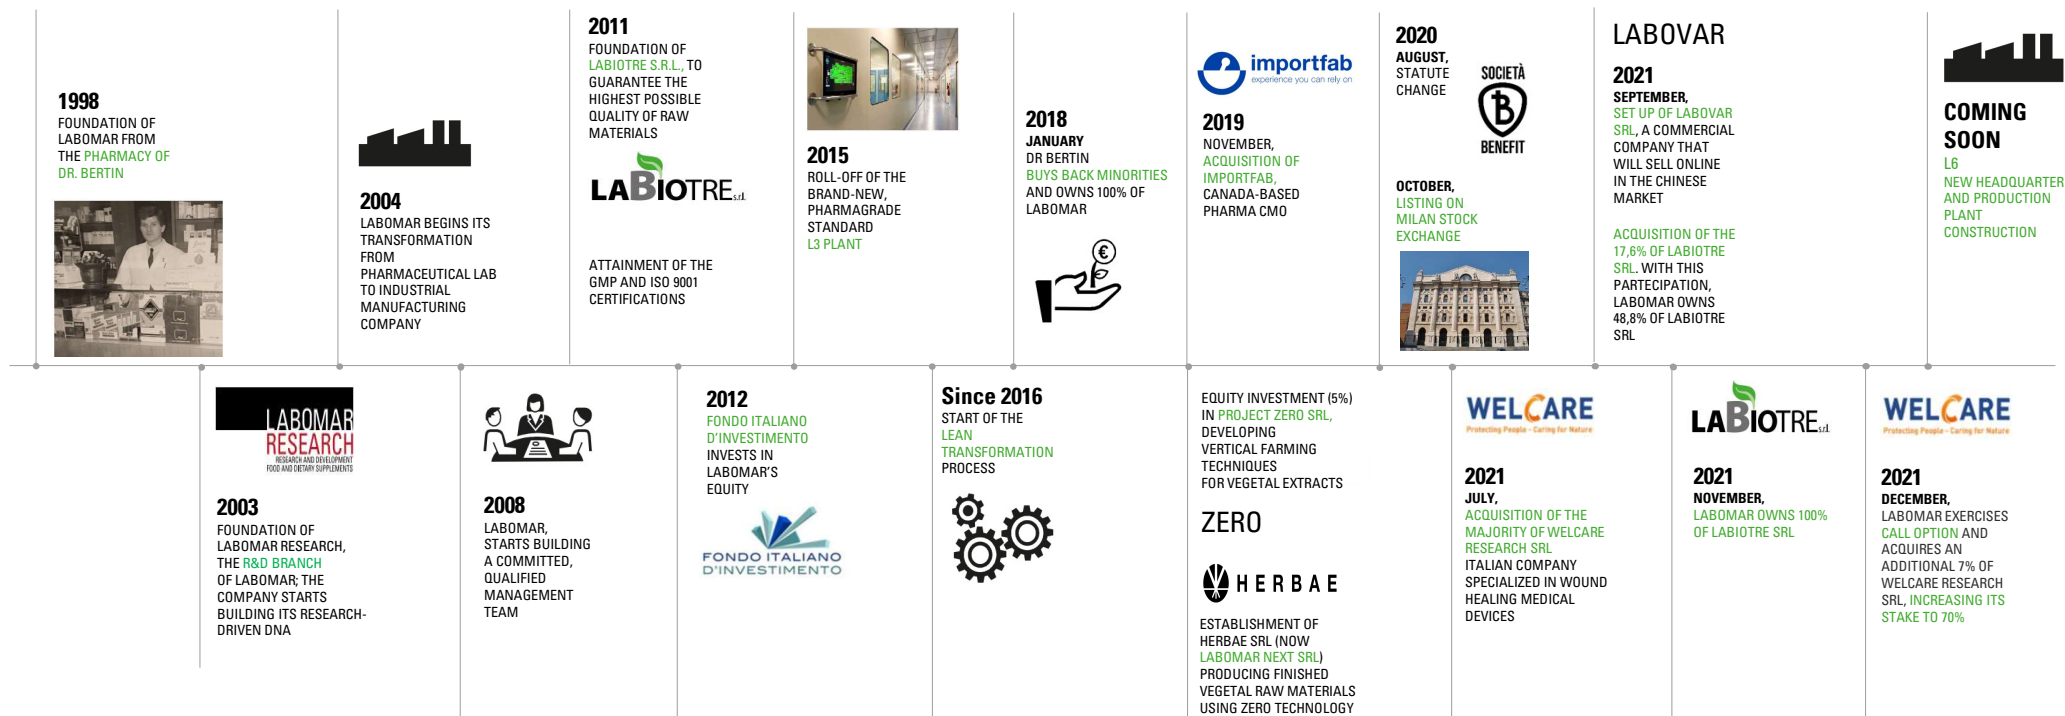 1998
FOUNDATION OF
LABOMAR FROM
THE PHARMACY OF
DR. BERTIN
2004
LABOMAR BEGINS ITS
TRANSFORMATION
FROM
PHARMACEUTICAL LAB
TO INDUSTRIAL
MANUFACTURING
COMPANY
2011
FOUNDATION OF
LABIOTRE S.R.L., TO
GUARANTEE THE
HIGHEST POSSIBLE
QUALITY OF RAW
MATERIALS
LABIOTRE s.r.l.
ATTAINMENT OF THE
GMP AND ISO 9001
CERTIFICATIONS
2015
ROLL-OFF OF THE
BRAND-NEW,
PHARMAGRADE
STANDARD
L3 PLANT
2018
JANUARY
DR BERTIN
BUYS BACK MINORITIES
AND OWNS 100% OF
LABOMAR
€
importfab
experience you can rely on
2019
NOVEMBER,
ACQUISITION OF
IMPORTFAB,
CANADA-BASED
PHARMA CMO
2020
AUGUST,
STATUTE
CHANGE
SOCIETÀ
B
BENEFIT
OCTOBER,
LISTING ON
MILAN STOCK
EXCHANGE
LABOVAR
2021
SEPTEMBER,
SET UP OF LABOVAR
SRL, A COMMERCIAL
COMPANY THAT
WILL SELL ONLINE
IN THE CHINESE
MARKET
ACQUISITION OF THE
17,6% OF LABIOTRE
SRL. WITH THIS
PARTECIPATION,
LABOMAR OWNS
48,8% OF LABIOTRE
SRL
COMING
SOON
L6
NEW HEADQUARTER
AND PRODUCTION
PLANT
CONSTRUCTION
LABOMAR
RESEARCH
RESEARCH AND DEVELOPMENT
FOOD AND DIETARY SUPPLEMENTS
2003
FOUNDATION OF
LABOMAR RESEARCH,
THE R&D BRANCH
OF LABOMAR; THE
COMPANY STARTS
BUILDING ITS RESEARCH-
DRIVEN DNA
2008
LABOMAR,
STARTS BUILDING
A COMMITTED,
QUALIFIED
MANAGEMENT
TEAM
2012
FONDO ITALIANO
D'INVESTIMENTO
INVESTS IN
LABOMAR'S
EQUITY
FONDO ITALIANO
D'INVESTIMENTO
Since 2016
START OF THE
LEAN
TRANSFORMATION
PROCESS
EQUITY INVESTMENT (5%)
IN PROJECT ZERO SRL,
DEVELOPING
VERTICAL FARMING
TECHNIQUES
FOR VEGETAL EXTRACTS
ZERO
HERBAE
ESTABLISHMENT OF
HERBAE SRL (NOW
LABOMAR NEXT SRL)
PRODUCING FINISHED
VEGETAL RAW MATERIALS
USING ZERO TECHNOLOGY
WELCARE
Protecting People - Caring for Nature
2021
JULY,
ACQUISITION OF THE
MAJORITY OF WELCARE
RESEARCH SRL
ITALIAN COMPANY
SPECIALIZED IN WOUND
HEALING MEDICAL
DEVICES
LABIOTRE s.r.l.
2021
NOVEMBER,
LABOMAR OWNS 100%
OF LABIOTRE SRL
WELCARE
Protecting People - Caring for Nature
2021
DECEMBER,
LABOMAR EXERCISES
CALL OPTION AND
ACQUIRES AN
ADDITIONAL 7% OF
WELCARE RESEARCH
SRL, INCREASING ITS
STAKE TO 70%